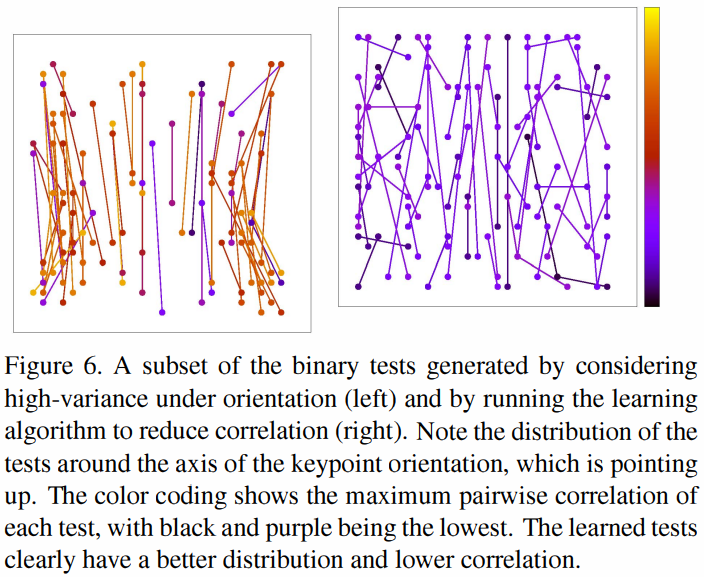 Figure 6. A subset of the binary tests generated by considering
high-variance under orientation (left) and by running the learning
algorithm to reduce correlation (right). Note the distribution of the
tests around the axis of the keypoint orientation, which is pointing
up. The color coding shows the maximum pairwise correlation of
each test, with black and purple being the lowest. The learned tests
clearly have a better distribution and lower correlation.